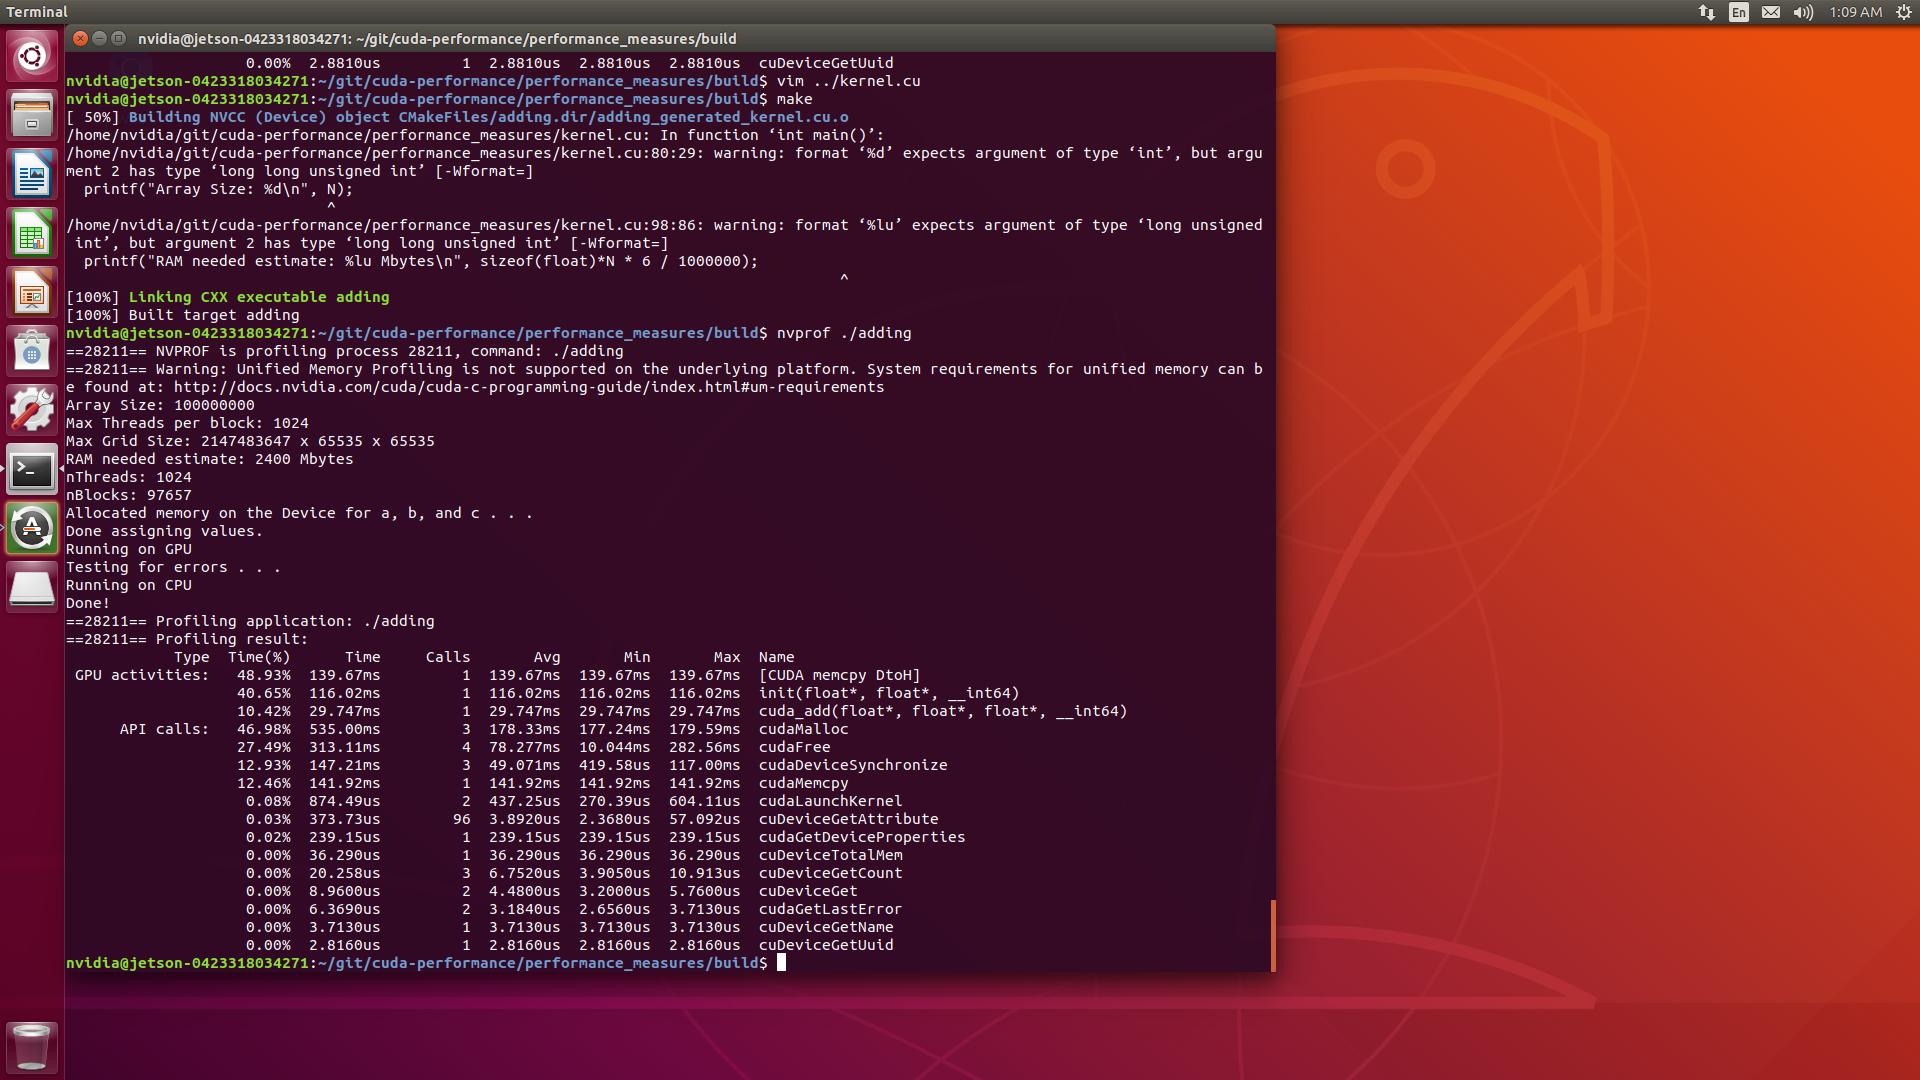 Terminal
En
1:09 AM
nvidia@jetson-0423318034271: ~/git/cuda-performance/performance_measures/build
0.00% 2.8810us 1 2.8810us 2.8810us 2.8810us cuDeviceGetUuid
nvidia@jetson-0423318034271:~/git/cuda-performance/performance_measures/build$ vim ../kernel.cu
nvidia@jetson-0423318034271:~/git/cuda-performance/performance_measures/build$ make
[ 50%] Building NVCC (Device) object CMakeFiles/adding.dir/adding_generated_kernel.cu.o
/home/nvidia/git/cuda-performance/performance_measures/kernel.cu: In function ‘int main()’:
/home/nvidia/git/cuda-performance/performance_measures/kernel.cu:80:29: warning: format ‘%d’ expects argument of type ‘int’, but argu
ment 2 has type ‘long long unsigned int’ [-Wformat=]
printf("Array Size: %d\n", N);
^
/home/nvidia/git/cuda-performance/performance_measures/kernel.cu:98:86: warning: format ‘%lu’ expects argument of type ‘long unsigned
int’, but argument 2 has type ‘long long unsigned int’ [-Wformat=]
printf("RAM needed estimate: %lu Mbytes\n", sizeof(float)*N * 6 / 1000000);
^
[100%] Linking CXX executable adding
[100%] Built target adding
nvidia@jetson-0423318034271:~/git/cuda-performance/performance_measures/build$ nvprof ./adding
==28211== NVPROF is profiling process 28211, command: ./adding
==28211== Warning: Unified Memory Profiling is not supported on the underlying platform. System requirements for unified memory can b
e found at: http://docs.nvidia.com/cuda/cuda-c-programming-guide/index.html#um-requirements
Array Size: 100000000
Max Threads per block: 1024
Max Grid Size: 2147483647 x 65535 x 65535
RAM needed estimate: 2400 Mbytes
nThreads: 1024
nBlocks: 97657
Allocated memory on the Device for a, b, and c . . .
Done assigning values.
Running on GPU
Testing for errors . . .
Running on CPU
Done!
==28211== Profiling application: ./adding
==28211== Profiling result:
Type Time(%) Time Calls Avg Min Max Name
GPU activities: 48.93% 139.67ms 1 139.67ms 139.67ms 139.67ms [CUDA memcpy DtoH]
40.65% 116.02ms 1 116.02ms 116.02ms 116.02ms init(float*, float*, __int64)
10.42% 29.747ms 1 29.747ms 29.747ms 29.747ms cuda_add(float*, float*, float*, __int64)
API calls: 46.98% 535.00ms 3 178.33ms 177.24ms 179.59ms cudaMalloc
27.49% 313.11ms 4 78.277ms 10.044ms 282.56ms cudaFree
12.93% 147.21ms 3 49.071ms 419.58us 117.00ms cudaDeviceSynchronize
12.46% 141.92ms 1 141.92ms 141.92ms 141.92ms cudaMemcpy
0.08% 874.49us 2 437.25us 270.39us 604.11us cudaLaunchKernel
0.03% 373.73us 96 3.8920us 2.3680us 57.092us cuDeviceGetAttribute
0.02% 239.15us 1 239.15us 239.15us 239.15us cudaGetDeviceProperties
0.00% 36.290us 1 36.290us 36.290us 36.290us cuDeviceTotalMem
0.00% 20.258us 3 6.7520us 3.9050us 10.913us cuDeviceGetCount
0.00% 8.9600us 2 4.4800us 3.2000us 5.7600us cuDeviceGet
0.00% 6.3690us 2 3.1840us 2.6560us 3.7130us cudaGetLastError
0.00% 3.7130us 1 3.7130us 3.7130us 3.7130us cuDeviceGetName
0.00% 2.8160us 1 2.8160us 2.8160us 2.8160us cuDeviceGetUuid
nvidia@jetson-0423318034271:~/git/cuda-performance/performance_measures/build$